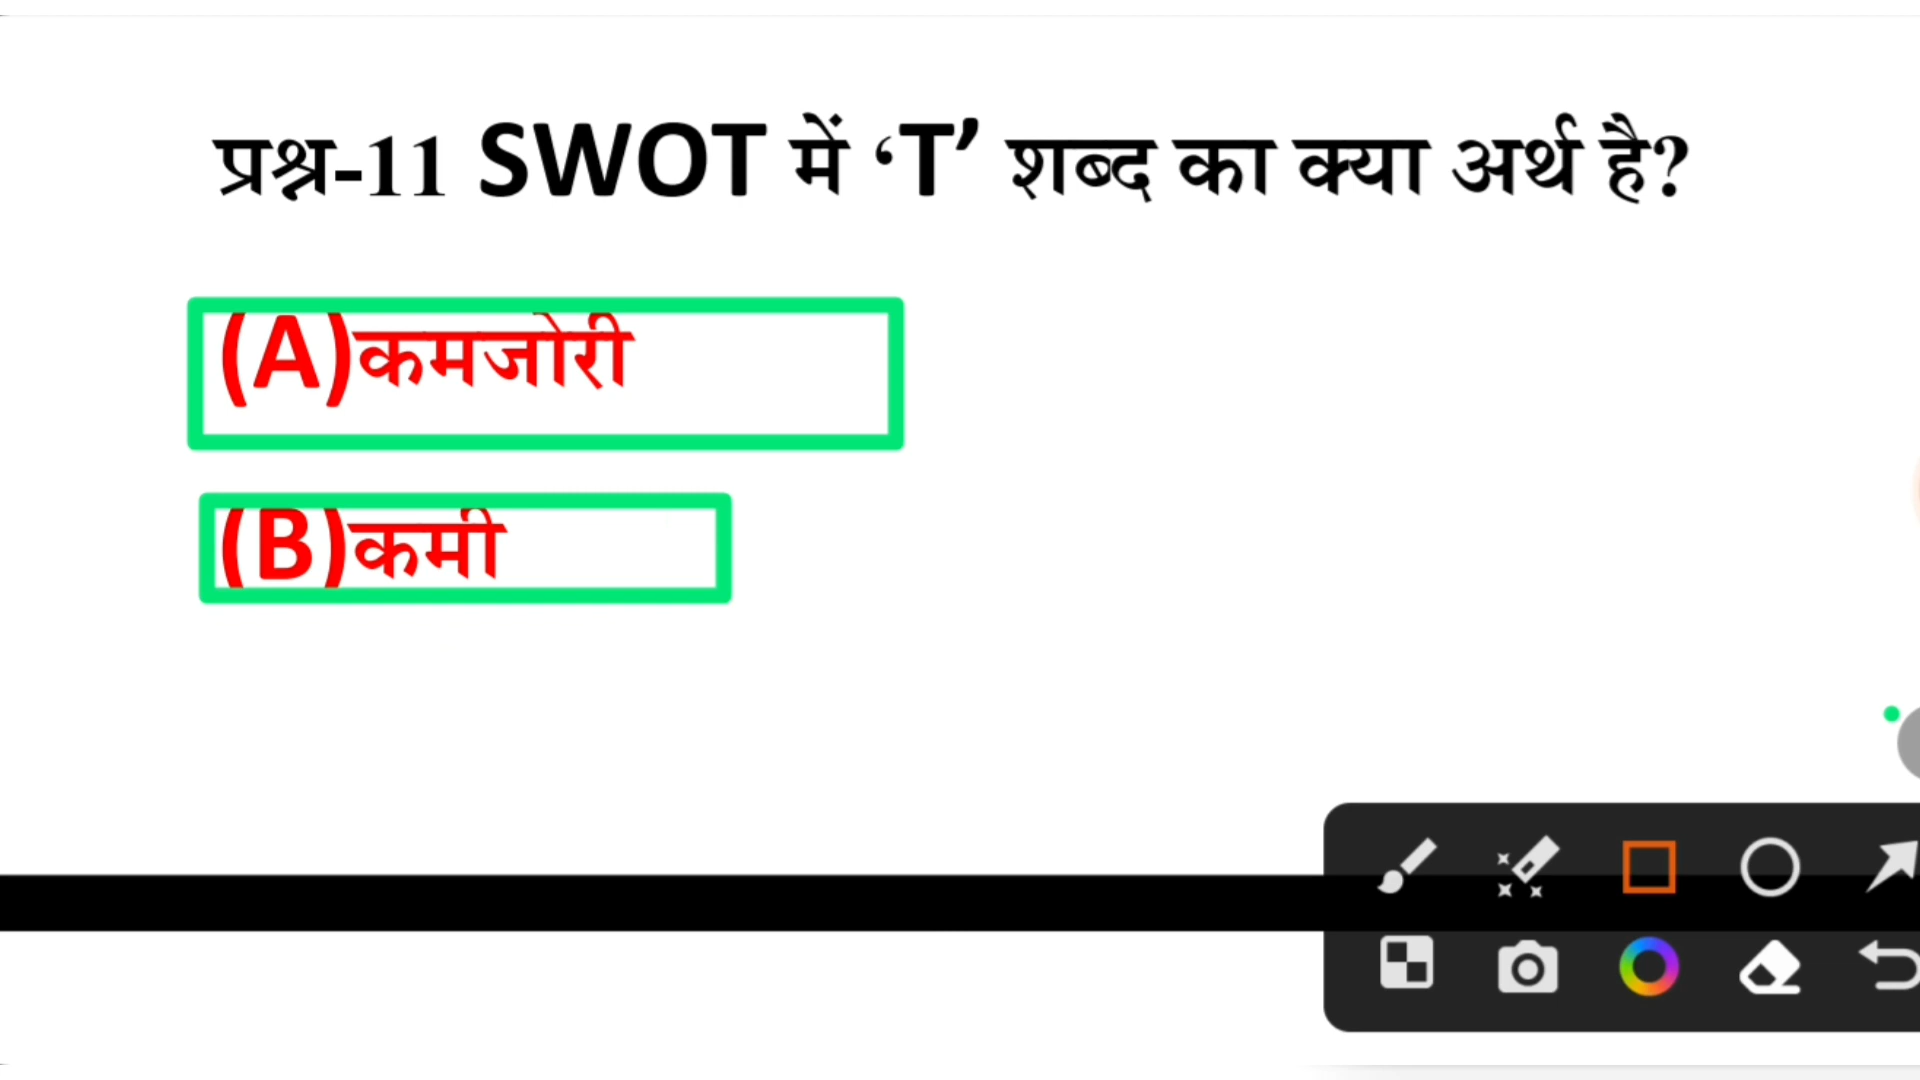 प्रश्न-11 SWOT में ‘T’ शब्द का क्या अर्थ है?
(A)कमजोरी
(B)कमी